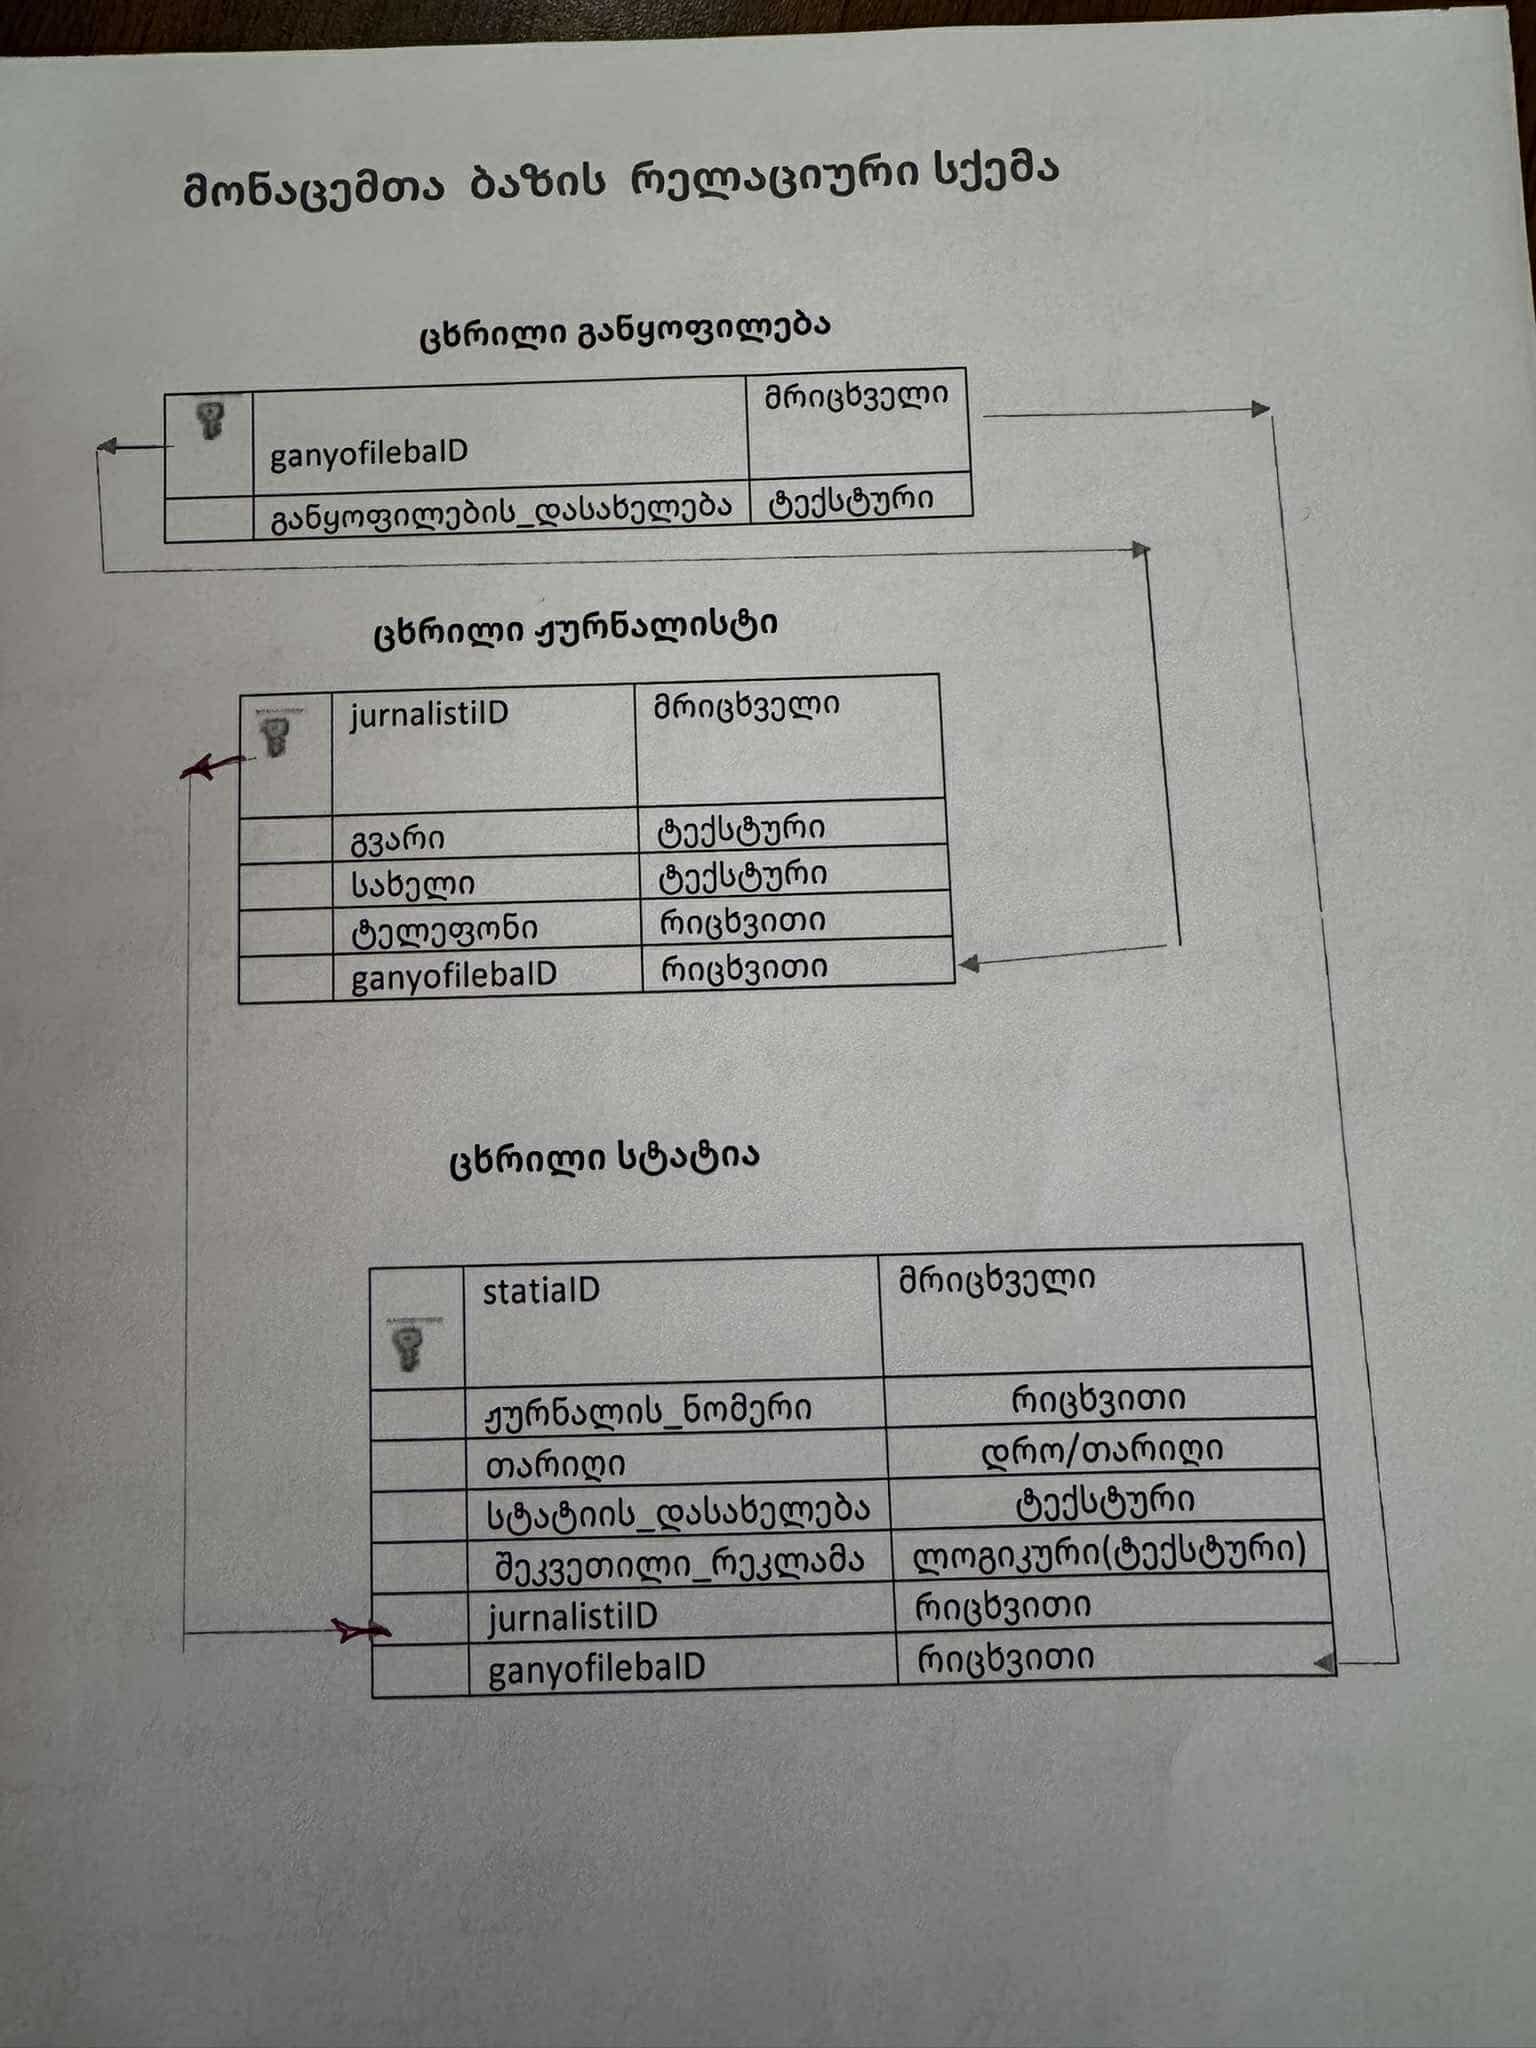 მონაცემთა ბაზის რელაციური სქემა
ცხრილი განყოფილება
ganyofilebaID მრიცხველი
განყოფილების_დასახელება ტექსტური
ცხრილი ჟურნალისტი
jurnalistiID მრიცხველი
გვარი ტექსტური
სახელი ტექსტური
ტელეფონი რიცხვითი
ganyofilebaID რიცხვითი
ცხრილი სტატია
statiaID მრიცხველი
ჟურნალის_ნომერი რიცხვითი
თარიღი დრო/თარიღი
სტატიის_დასახელება ტექსტური
შეკვეთილი_რეკლამა ლოგიკური(ტექსტური)
jurnalistiID რიცხვითი
ganyofilebaID რიცხვითი